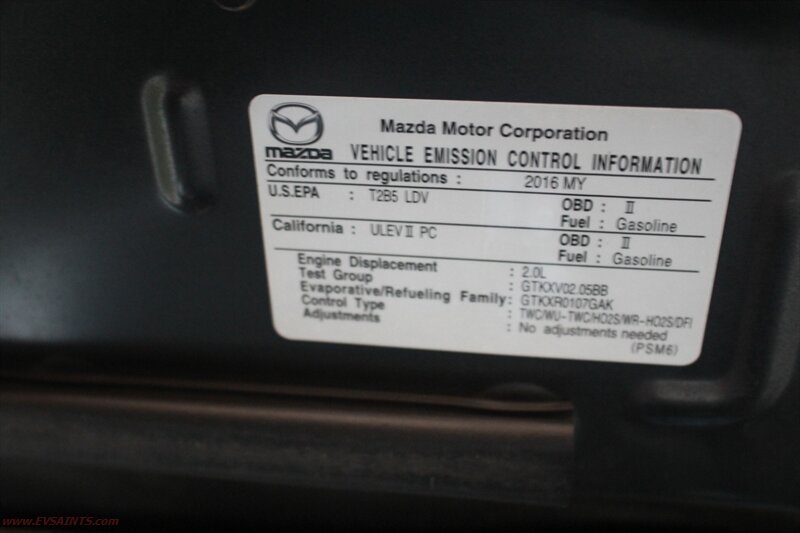 Mazda Motor Corporation
mazda VEHICLE EMISSION CONTROL INFORMATION
Conforms to regulations : 2016 MY
U.S.EPA : T2B5 LDV OBD : II
Fuel : Gasoline
California : ULEV II PC OBD : II
Fuel : Gasoline
Engine Displacement : 2.0L
Test Group : GTKXV02.05BB
Evaporative/Refueling Family: GTKXR0107GAK
Control Type : TWC/WU-TWC/HO2S/WR-HO2S/DFI
Adjustments : No adjustments needed
(PSM6)
www.EVSAINTS.com